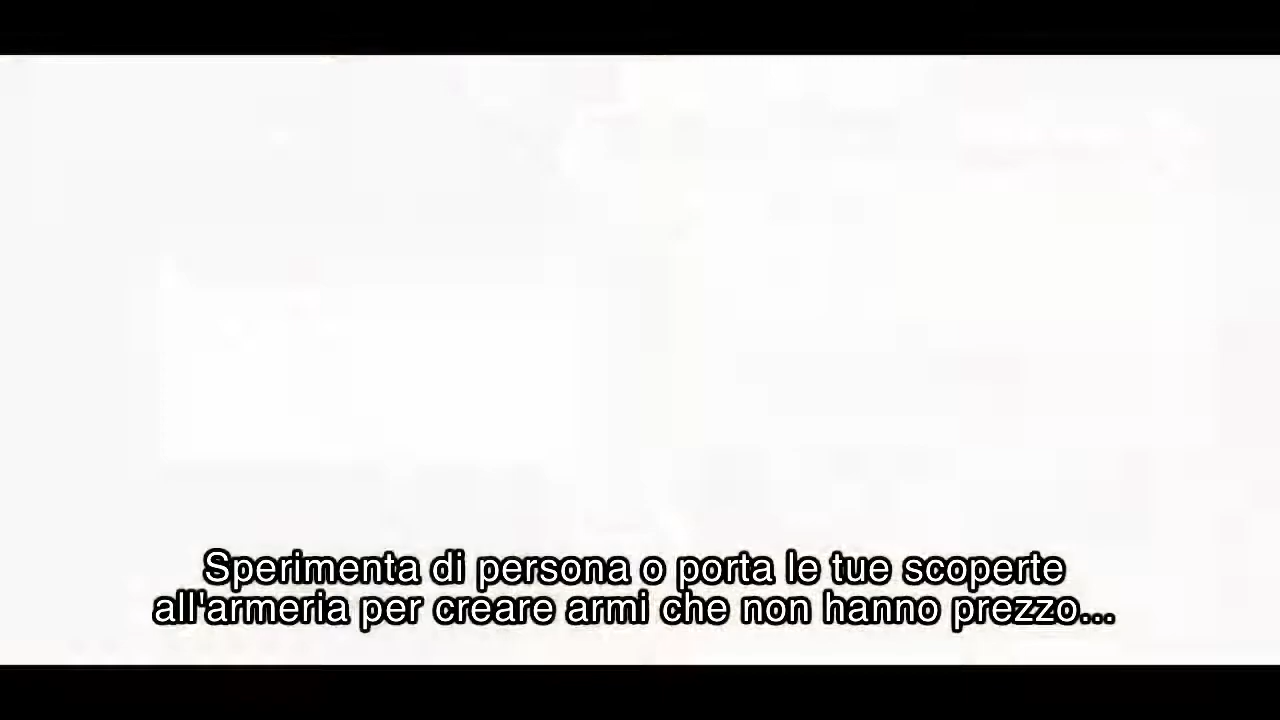 Sperimenta di persona o porta le tue scoperte
all'armeria per creare armi che non hanno prezzo...